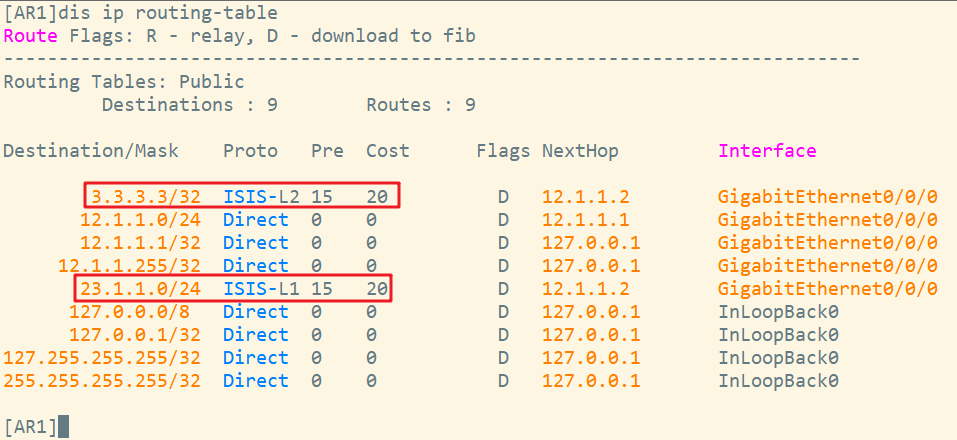 [AR1]dis ip routing-table
Route Flags: R - relay, D - download to fib
------------------------------------------------------------------------------
Routing Tables: Public
         Destinations : 9        Routes : 9

Destination/Mask    Proto   Pre  Cost      Flags NextHop         Interface

        3.3.3.3/32  ISIS-L2 15   20          D   12.1.1.2        GigabitEthernet0/0/0
       12.1.1.0/24  Direct  0    0           D   12.1.1.1        GigabitEthernet0/0/0
       12.1.1.1/32  Direct  0    0           D   127.0.0.1       GigabitEthernet0/0/0
     12.1.1.255/32  Direct  0    0           D   127.0.0.1       GigabitEthernet0/0/0
       23.1.1.0/24  ISIS-L1 15   20          D   12.1.1.2        GigabitEthernet0/0/0
      127.0.0.0/8   Direct  0    0           D   127.0.0.1       InLoopBack0
      127.0.0.1/32  Direct  0    0           D   127.0.0.1       InLoopBack0
127.255.255.255/32  Direct  0    0           D   127.0.0.1       InLoopBack0
255.255.255.255/32  Direct  0    0           D   127.0.0.1       InLoopBack0

[AR1]